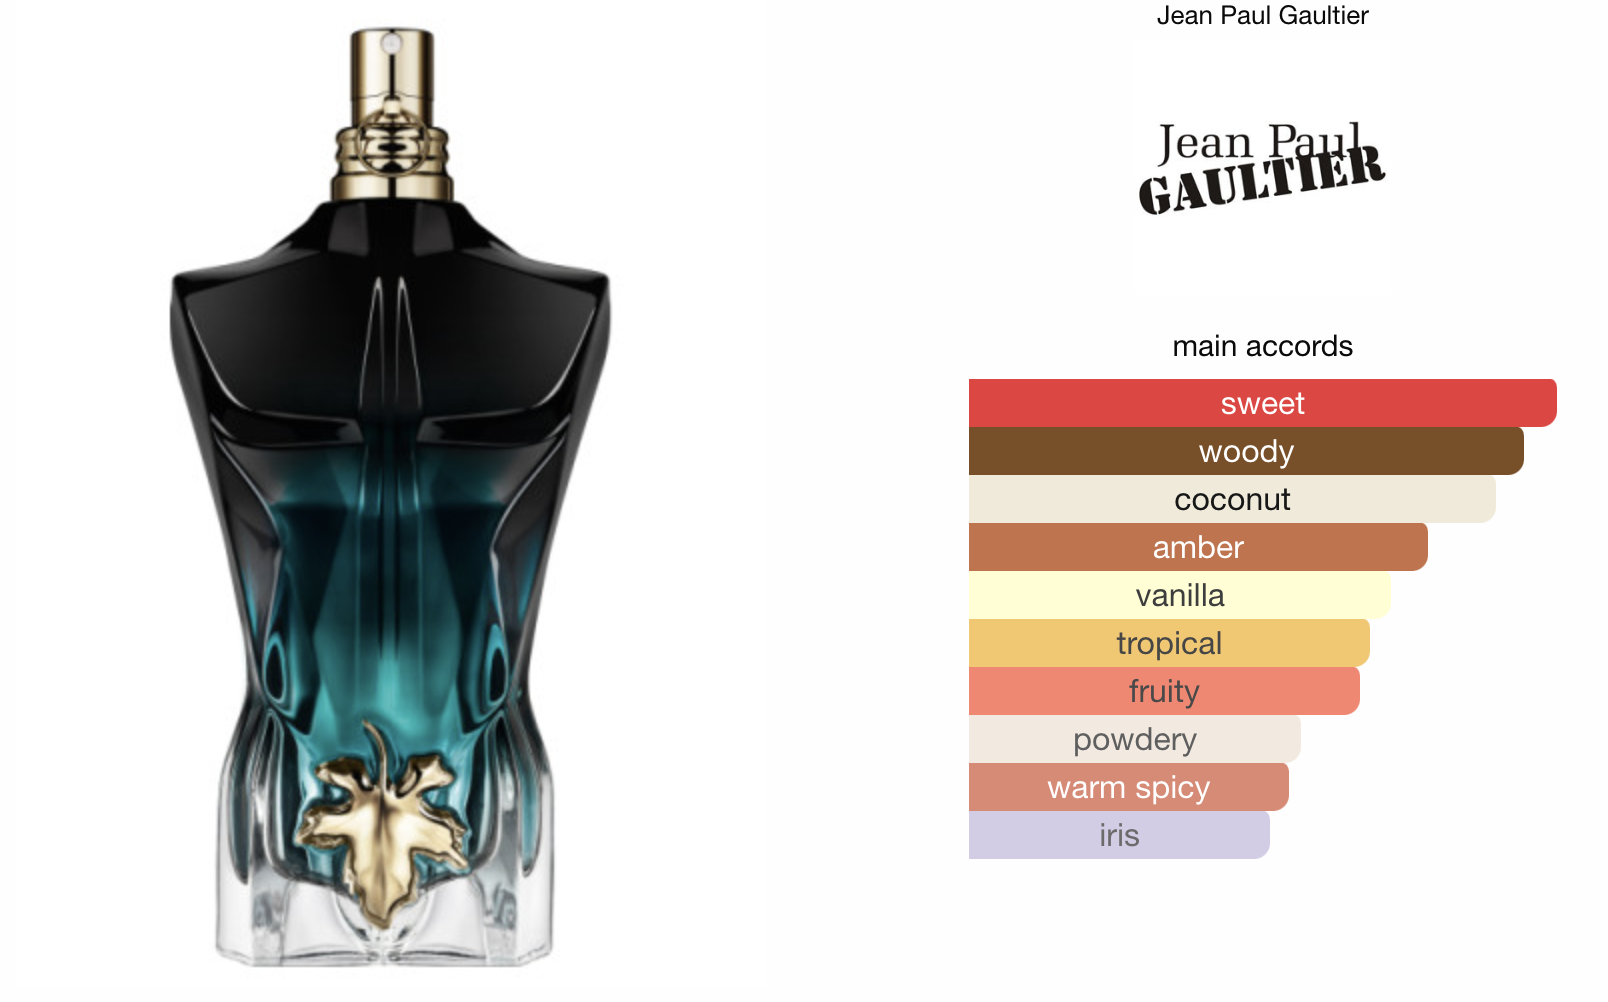 Jean Paul Gaultier
Jean Paul
GAULTIER
main accords
sweet
woody
coconut
amber
vanilla
tropical
fruity
powdery
warm spicy
iris